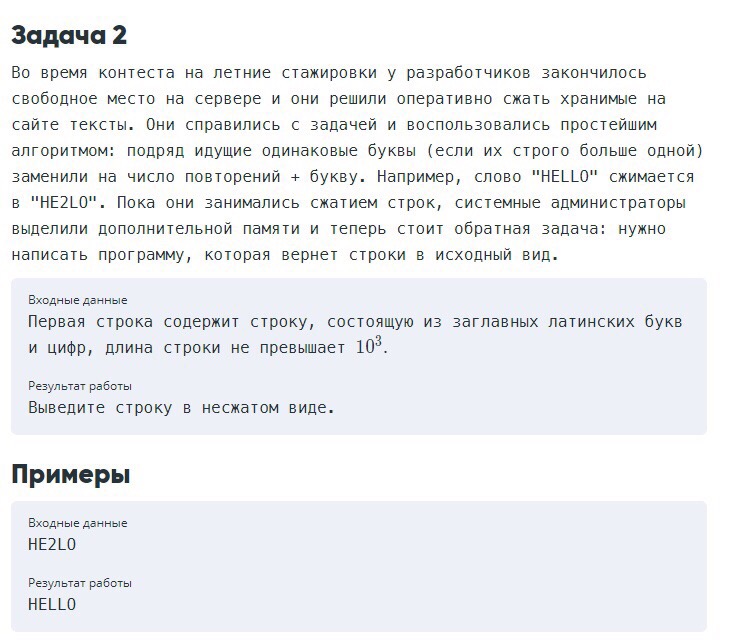 Задача 2
Во время контеста на летние стажировки у разработчиков закончилось
свободное место на сервере и они решили оперативно сжать хранимые на
сайте тексты. Они справились с задачей и воспользовались простейшим
алгоритмом: подряд идущие одинаковые буквы (если их строго больше одной)
заменили на число повторений + букву. Например, слово "HELLO" сжимается
в "HE2LO". Пока они занимались сжатием строк, системные администраторы
выделили дополнительной памяти и теперь стоит обратная задача: нужно
написать программу, которая вернет строки в исходный вид.
Входные данные
Первая строка содержит строку, состоящую из заглавных латинских букв
и цифр, длина строки не превышает 10³.
Результат работы
Выведите строку в несжатом виде.
Примеры
Входные данные
HE2LO
Результат работы
HELLO